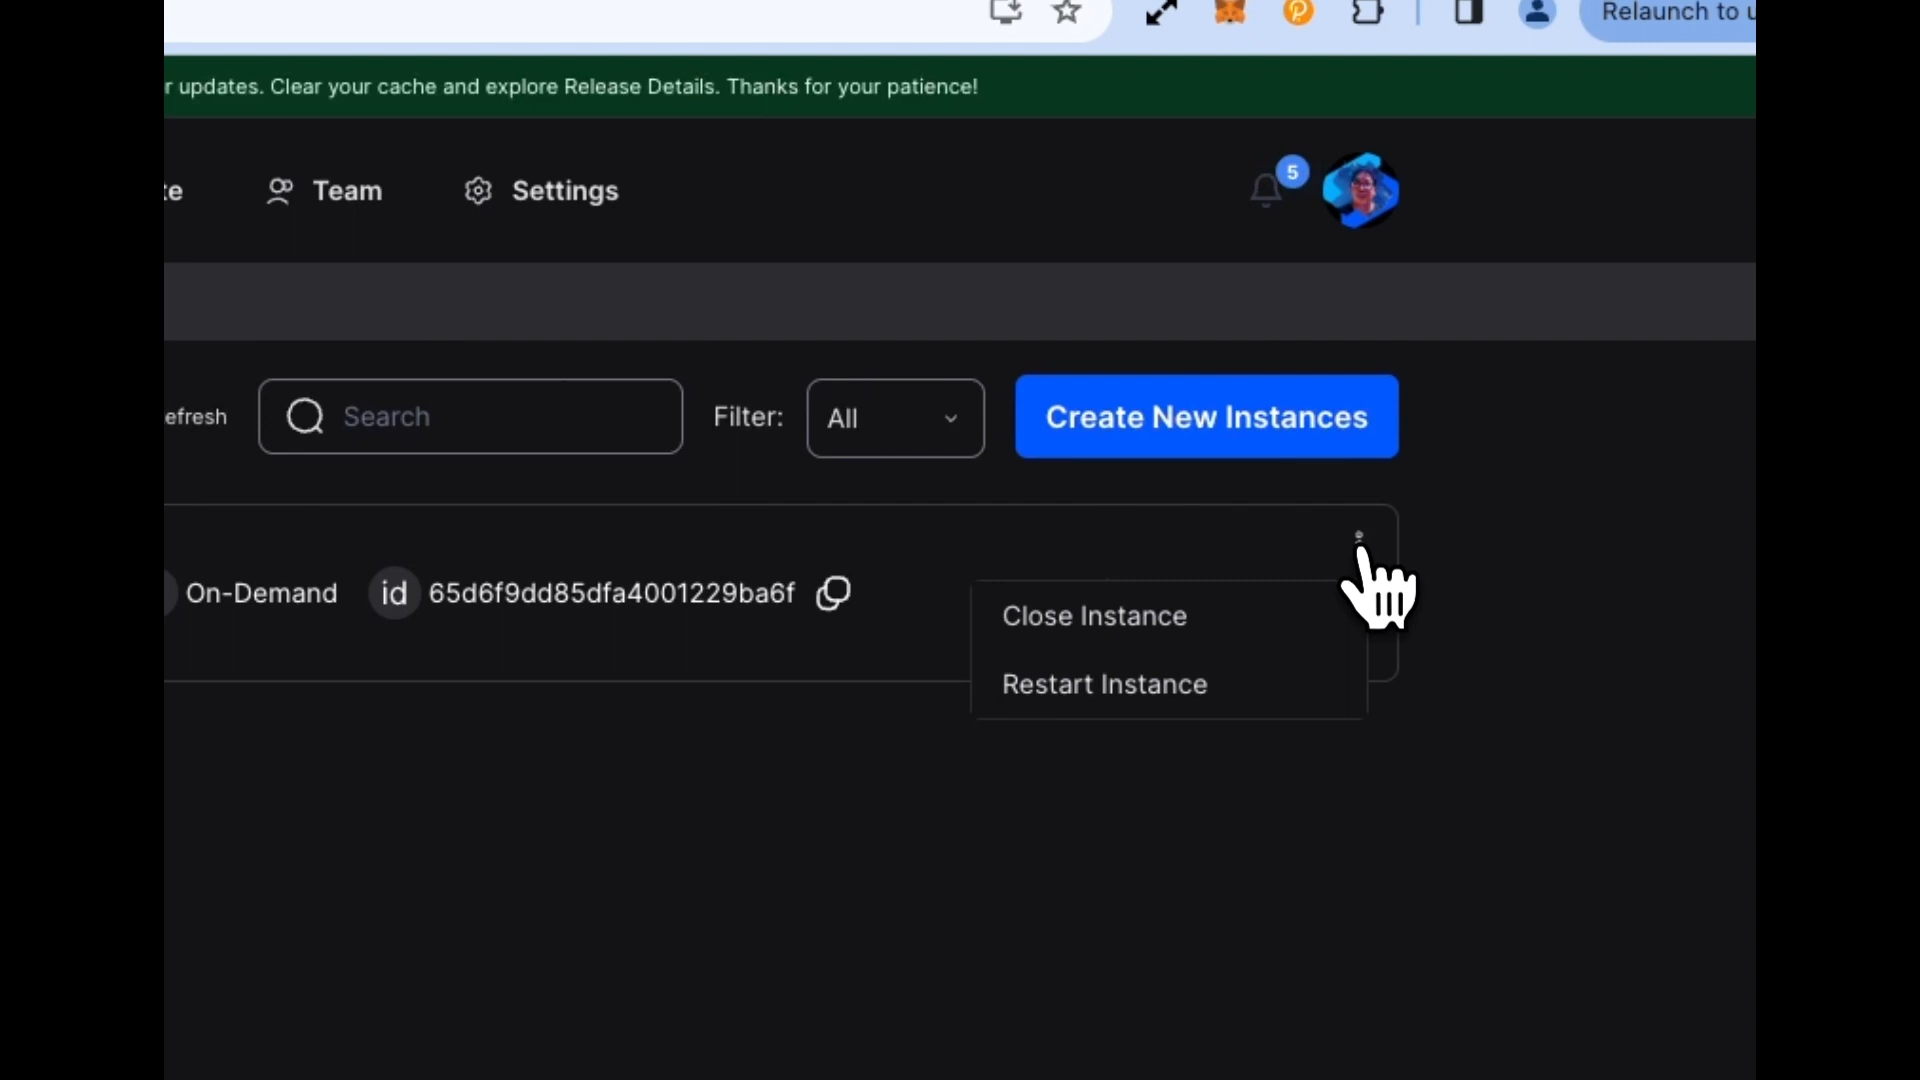 Relaunch to u
r updates. Clear your cache and explore Release Details. Thanks for your patience!
te
Team
Settings
5
efresh
Search
Filter:
All
Create New Instances
On-Demand
id
65d6f9dd85dfa4001229ba6f
Close Instance
Restart Instance